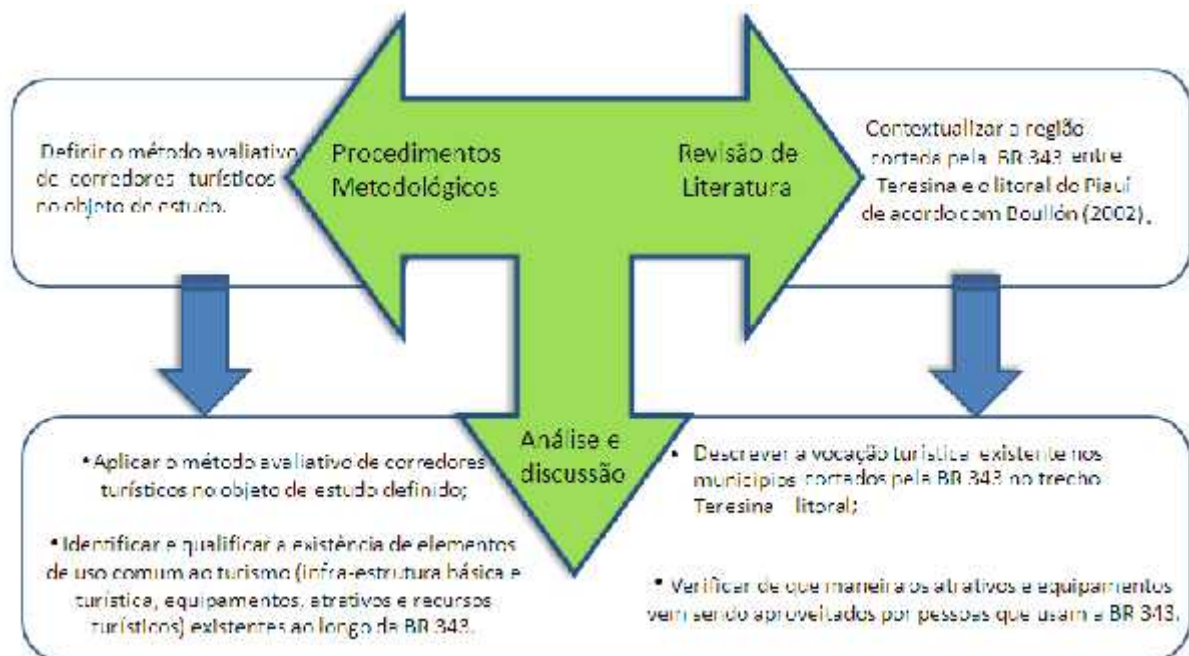 Definir o método avaliativo
de corredores turísticos
no objeto de estudo.
Procedimentos
Metodológicos
Revisão de
Literatura
Contextualizar a região
cortada pela BR 343 entre
Teresina e o litoral do Piauí
de acordo com Boullón (2002).
Análise e
discussão
• Aplicar o método avaliativo de corredores
turísticos no objeto de estudo definido;
• Identificar e qualificar a existência de elementos
de uso comum ao turismo (infra-estrutura básica e
turística, equipamentos, atrativos e recursos
turísticos) existentes ao longo da BR 343.
• Descrever a vocação turística existente nos
municípios cortados pela BR 343 no trecho
Teresina litoral;
• Verificar de que maneira os atrativos e equipamentos
vem sendo aproveitados por pessoas que usam a BR 343.